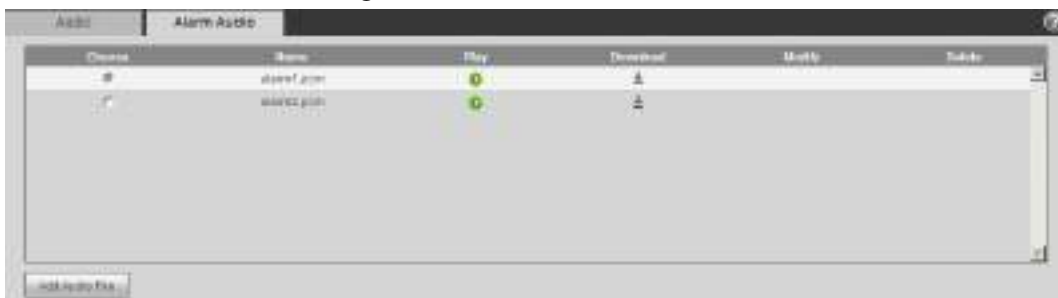 Audio Alarm Audio
Choose Name Play Download Modify Delete
alarm1.pcm
alarm2.pcm
Add Audio File